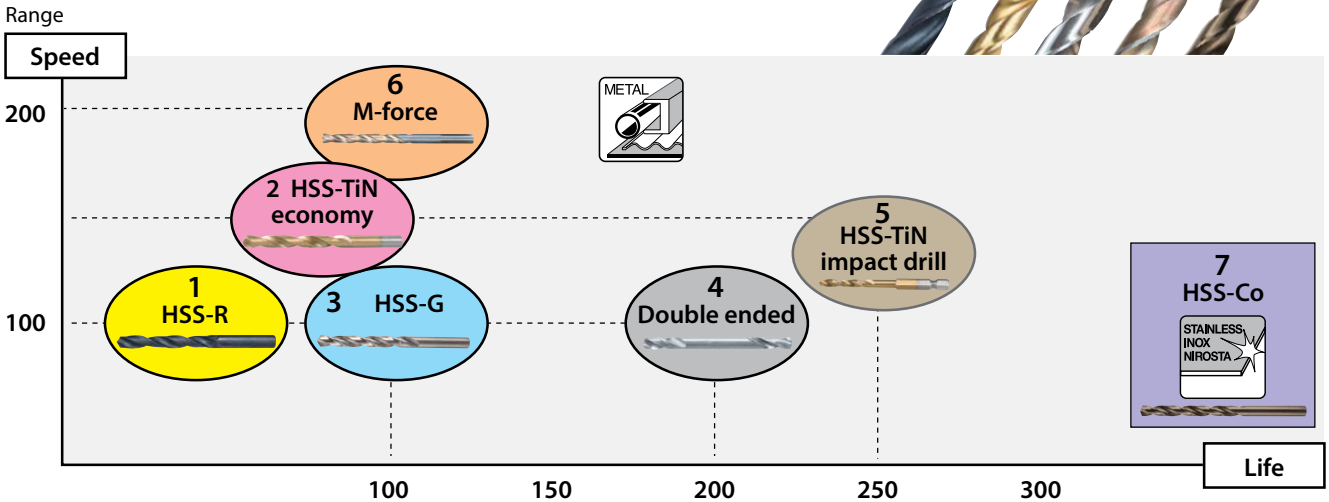 Range
Speed
200
100
6
M-force
METAL
2 HSS-TiN
economy
5
HSS-TiN
impact drill
1
HSS-R
3 HSS-G
4
Double ended
7
HSS-Co
STAINLESS
INOX
NIROSTA
Life
100 150 200 250 300